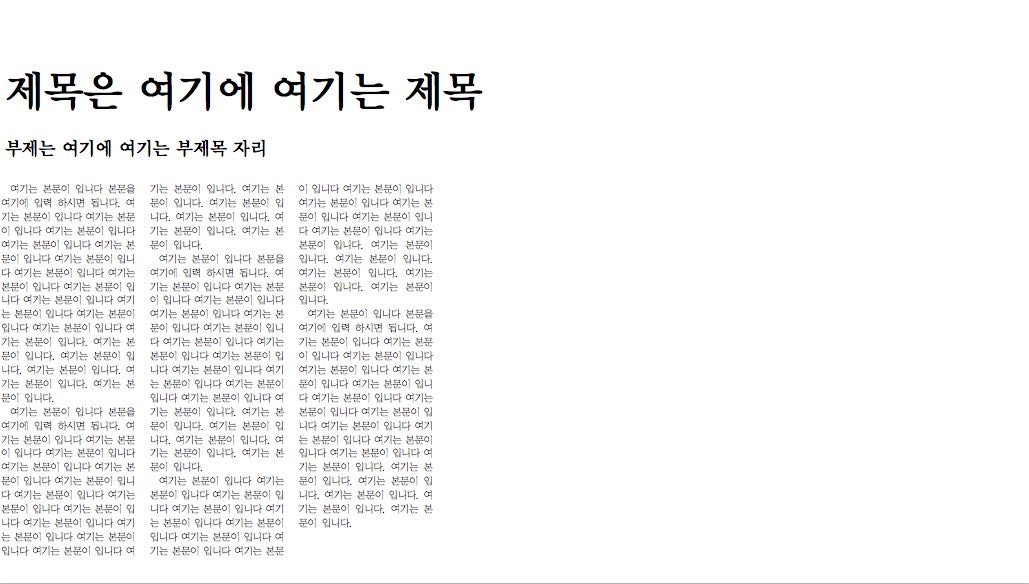 제목은 여기에 여기는 제목
부제는 여기에 여기는 부제목 자리
여기는 본문이 입니다 본문을
여기에 입력 하시면 됩니다. 여
기는 본문이 입니다 여기는 본문
이 입니다 여기는 본문이 입니다
여기는 본문이 입니다 여기는 본
문이 입니다 여기는 본문이 입니
다 여기는 본문이 입니다 여기는
본문이 입니다 여기는 본문이 입
니다 여기는 본문이 입니다 여기
는 본문이 입니다 여기는 본문이
입니다 여기는 본문이 입니다 여
기는 본문이 입니다. 여기는 본
문이 입니다. 여기는 본문이 입
니다. 여기는 본문이 입니다. 여
기는 본문이 입니다. 여기는 본
문이 입니다.
여기는 본문이 입니다 본문을
여기에 입력 하시면 됩니다. 여
기는 본문이 입니다 여기는 본문
이 입니다 여기는 본문이 입니다
여기는 본문이 입니다 여기는 본
문이 입니다 여기는 본문이 입니
다 여기는 본문이 입니다 여기는
본문이 입니다 여기는 본문이 입
니다 여기는 본문이 입니다 여기
는 본문이 입니다 여기는 본문이
입니다 여기는 본문이 입니다 여
기는 본문이 입니다. 여기는 본
문이 입니다. 여기는 본문이 입
니다. 여기는 본문이 입니다. 여
기는 본문이 입니다. 여기는 본
문이 입니다.
여기는 본문이 입니다 본문을
여기에 입력 하시면 됩니다. 여
기는 본문이 입니다 여기는 본문
이 입니다 여기는 본문이 입니다
여기는 본문이 입니다 여기는 본
문이 입니다 여기는 본문이 입니
다 여기는 본문이 입니다 여기는
본문이 입니다 여기는 본문이 입
니다 여기는 본문이 입니다 여기
는 본문이 입니다 여기는 본문이
입니다 여기는 본문이 입니다 여
기는 본문이 입니다. 여기는 본
문이 입니다. 여기는 본문이 입
니다. 여기는 본문이 입니다. 여
기는 본문이 입니다. 여기는 본
문이 입니다.
여기는 본문이 입니다 여기는
본문이 입니다 여기는 본문이 입
니다 여기는 본문이 입니다 여기
는 본문이 입니다 여기는 본문이
입니다 여기는 본문이 입니다 여
기는 본문이 입니다 여기는 본문
이 입니다 여기는 본문이 입니다
여기는 본문이 입니다 여기는 본
문이 입니다 여기는 본문이 입니
다 여기는 본문이 입니다 여기는
본문이 입니다. 여기는 본문이
입니다. 여기는 본문이 입니다.
여기는 본문이 입니다. 여기는
본문이 입니다. 여기는 본문이
입니다.
여기는 본문이 입니다 본문을
여기에 입력 하시면 됩니다. 여
기는 본문이 입니다 여기는 본문
이 입니다 여기는 본문이 입니다
여기는 본문이 입니다 여기는 본
문이 입니다 여기는 본문이 입니
다 여기는 본문이 입니다 여기는
본문이 입니다 여기는 본문이 입
니다 여기는 본문이 입니다 여기
는 본문이 입니다 여기는 본문이
입니다 여기는 본문이 입니다 여
기는 본문이 입니다. 여기는 본
문이 입니다. 여기는 본문이 입
니다. 여기는 본문이 입니다. 여
기는 본문이 입니다. 여기는 본
문이 입니다.